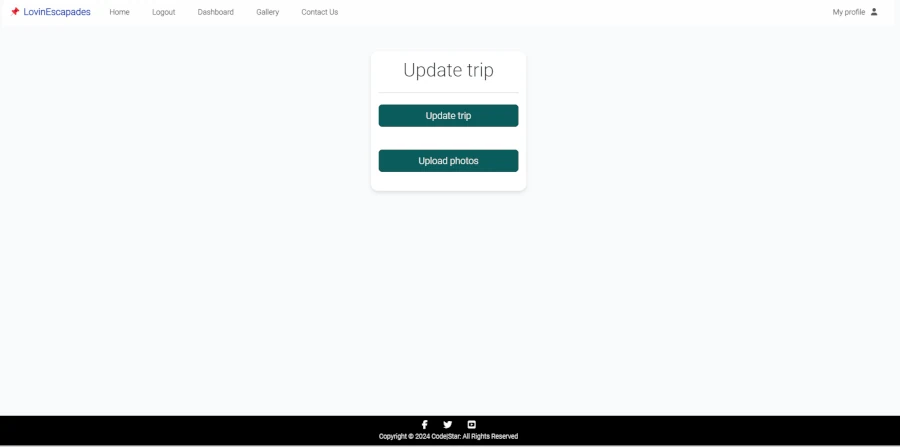 LovinEscapades Home Logout Dashboard Gallery Contact Us My profile
Update trip
Update trip
Upload photos
Copyright © 2024 Code|Star. All Rights Reserved